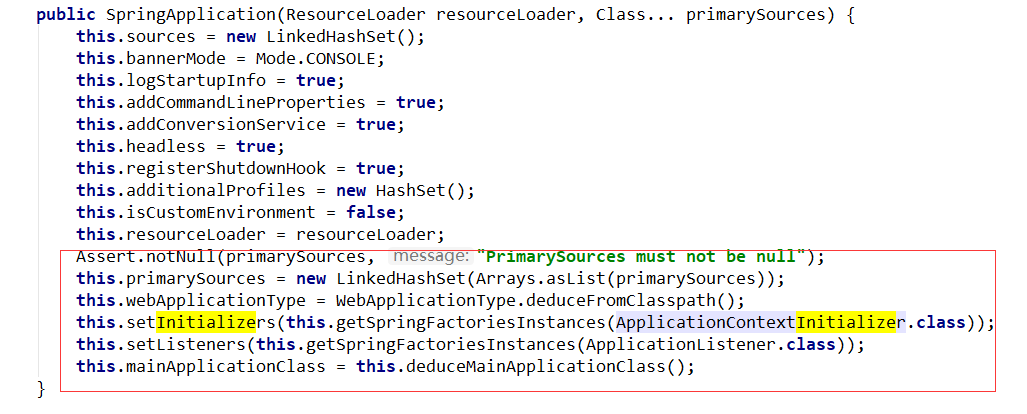 public SpringApplication(ResourceLoader resourceLoader, Class... primarySources) {
    this.sources = new LinkedHashSet();
    this.bannerMode = Mode.CONSOLE;
    this.logStartupInfo = true;
    this.addCommandLineProperties = true;
    this.addConversionService = true;
    this.headless = true;
    this.registerShutdownHook = true;
    this.additionalProfiles = new HashSet();
    this.isCustomEnvironment = false;
    this.resourceLoader = resourceLoader;
    Assert.notNull(primarySources, message: "PrimarySources must not be null");
    this.primarySources = new LinkedHashSet(Arrays.asList(primarySources));
    this.webApplicationType = WebApplicationType.deduceFromClasspath();
    this.setInitializers(this.getSpringFactoriesInstances(ApplicationContextInitializer.class));
    this.setListeners(this.getSpringFactoriesInstances(ApplicationListener.class));
    this.mainApplicationClass = this.deduceMainApplicationClass();
}